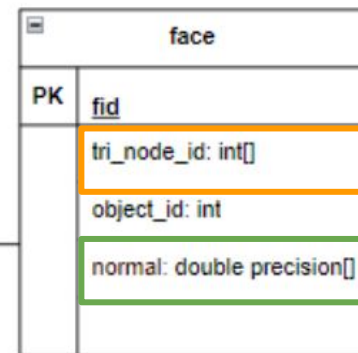 face
PK
fid
tri_node_id: int[]
object_id: int
normal: double precision[]